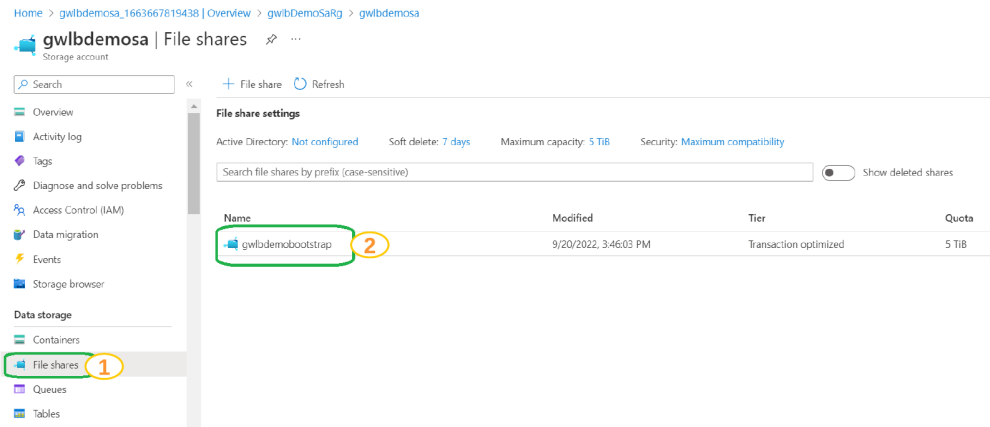 Home > gwlbdemosa_1663667819438 | Overview > gwlbDemoSaRg > gwlbdemosa
gwlbdemosa | File shares
Storage account
Search
File share
Refresh
Overview
Activity log
Tags
Diagnose and solve problems
Access Control (IAM)
Data migration
Events
Storage browser
Data storage
Containers
File shares
1
Queues
Tables
File share settings
Active Directory: Not configured Soft delete: 7 days Maximum capacity: 5 TiB Security: Maximum compatibility
Search file shares by prefix (case-sensitive)
Show deleted shares
Name Modified Tier Quota
gwlbdemobootstrap 2 9/20/2022, 3:46:03 PM Transaction optimized 5 TiB